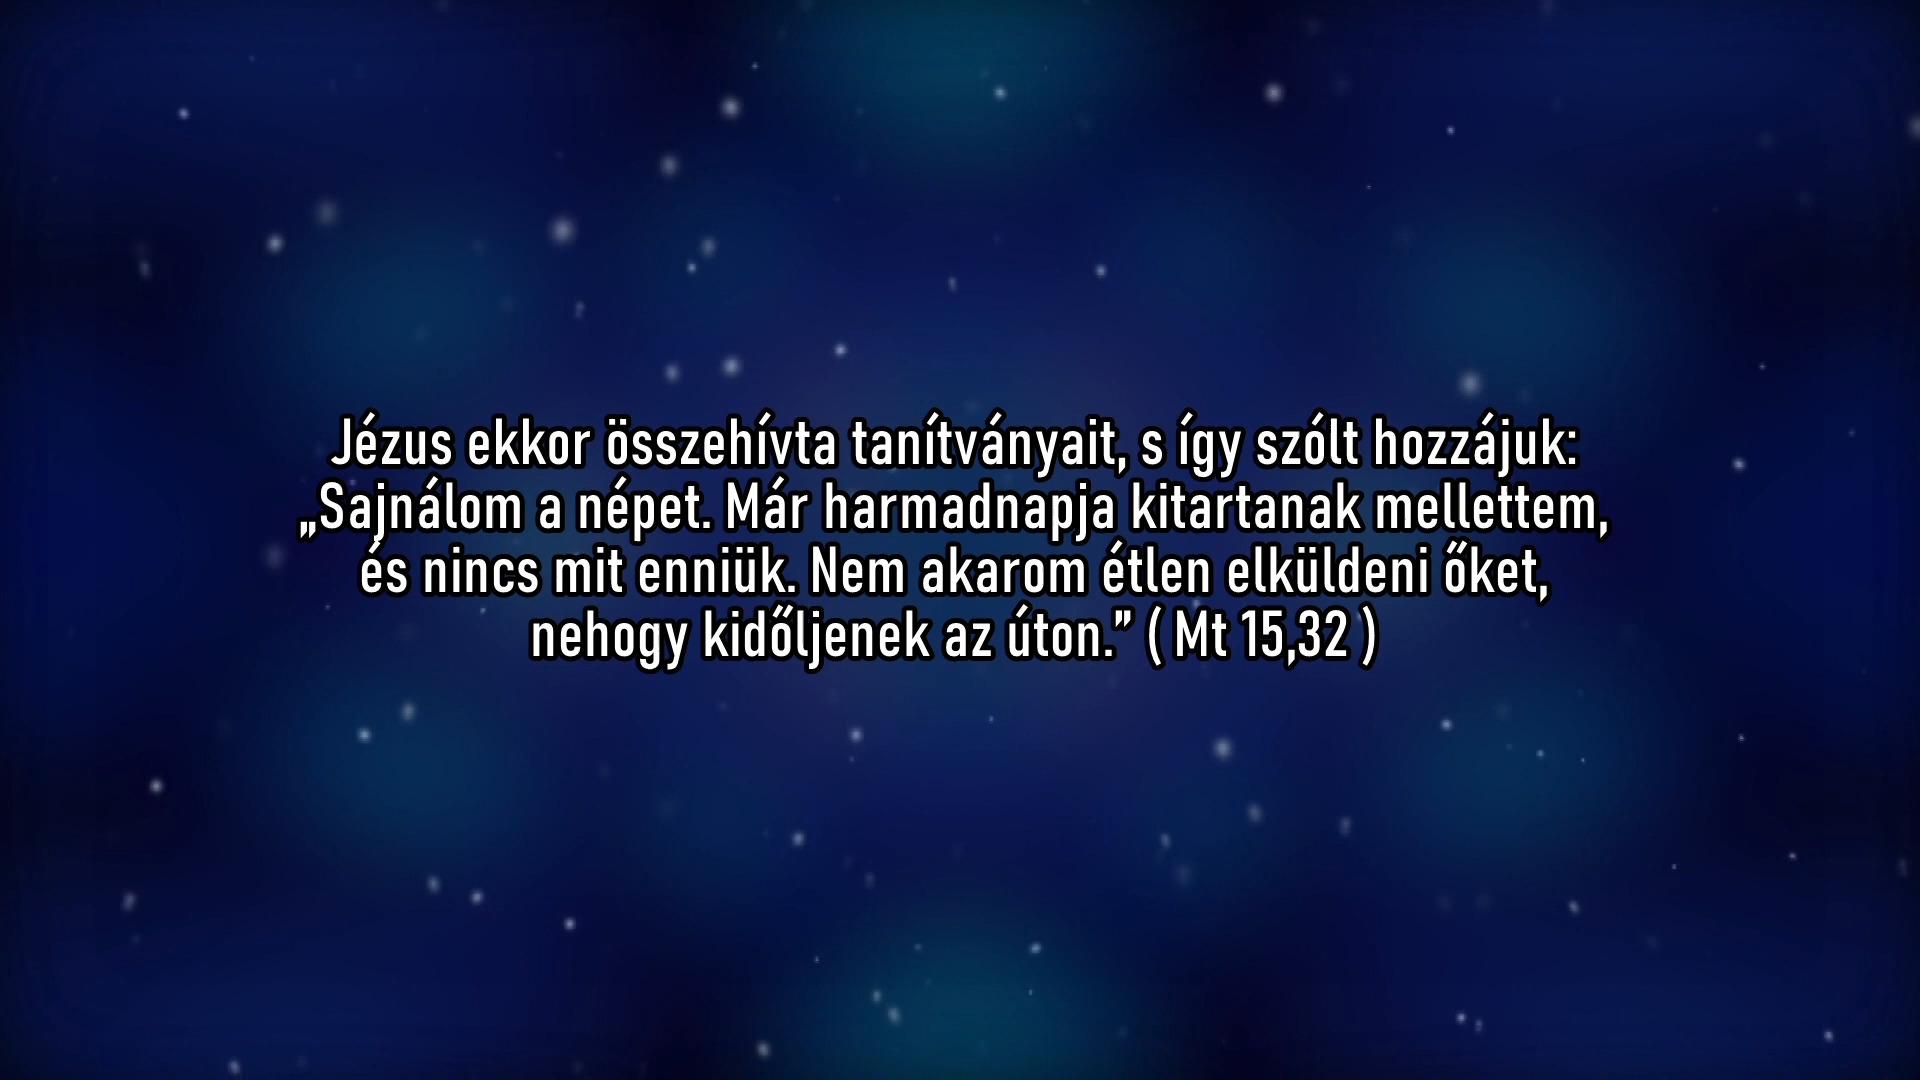 Jézus ekkor összehívta tanítványait, s így szólt hozzájuk:
„Sajnálom a népet. Már harmadnapja kitartanak mellettem,
és nincs mit enniük. Nem akarom étlen elküldeni őket,
nehogy kidőljenek az úton.” ( Mt 15,32 )